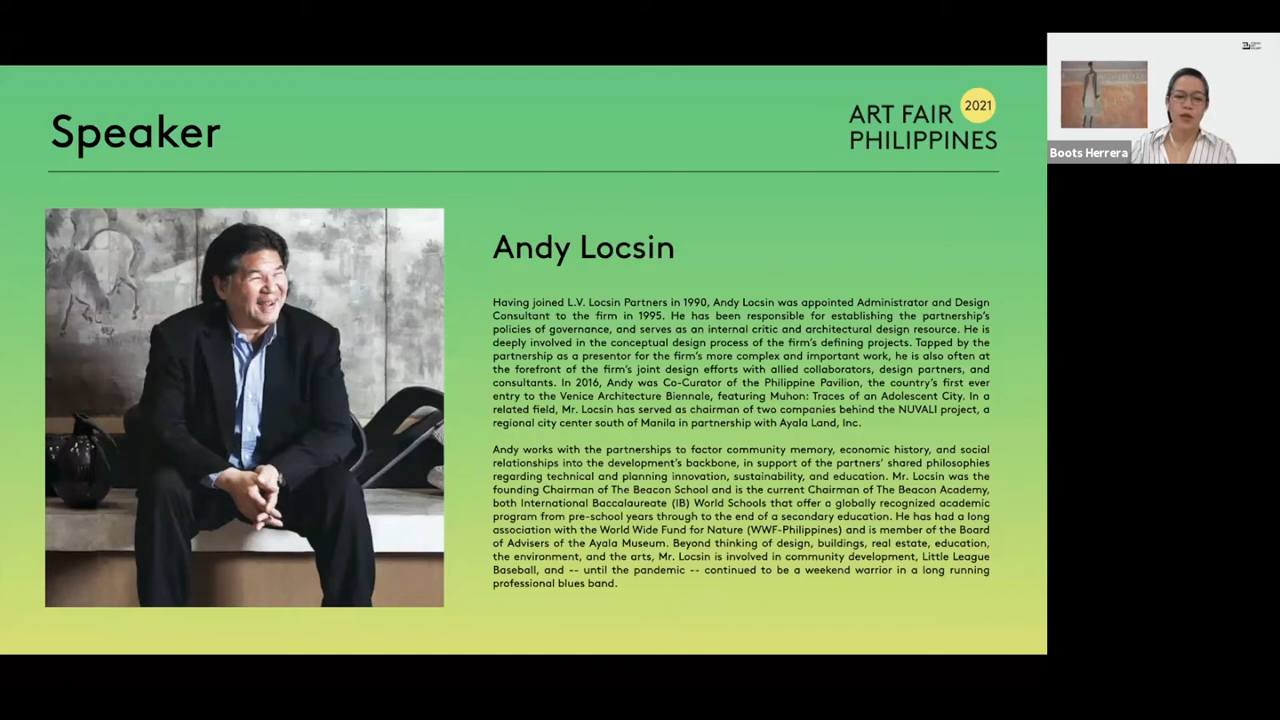 Speaker
ART FAIR
2021
PHILIPPINES
Boots Herrera
Andy Locsin
Having joined L.V. Locsin Partners in 1990, Andy Locsin was appointed Administrator and Design
Consultant to the firm in 1995. He has been responsible for establishing the partnership's
policies of governance, and serves as an internal critic and architectural design resource. He is
deeply involved in the conceptual design process of the firm's defining projects. Tapped by the
partnership as a presentor for the firm's more complex and important work, he is also often at
the forefront of the firm's joint design efforts with allied collaborators, design partners, and
consultants. In 2016, Andy was Co-Curator of the Philippine Pavilion, the country's first ever
entry to the Venice Architecture Biennale, featuring Muhon: Traces of an Adolescent City. In a
related field, Mr. Locsin has served as chairman of two companies behind the NUVALI project, a
regional city center south of Manila in partnership with Ayala Land, Inc.
Andy works with the partnerships to factor community memory, economic history, and social
relationships into the development's backbone, in support of the partners' shared philosophies
regarding technical and planning innovation, sustainability, and education. Mr. Locsin was the
founding Chairman of The Beacon School and is the current Chairman of The Beacon Academy,
both International Baccalaureate (IB) World Schools that offer a globally recognized academic
program from pre-school years through to the end of a secondary education. He has had a long
association with the World Wide Fund for Nature (WWF-Philippines) and is member of the Board
of Advisers of the Ayala Museum. Beyond thinking of design, buildings, real estate, education,
the environment, and the arts, Mr. Locsin is involved in community development, Little League
Baseball, and -- until the pandemic -- continued to be a weekend warrior in a long running
professional blues band.